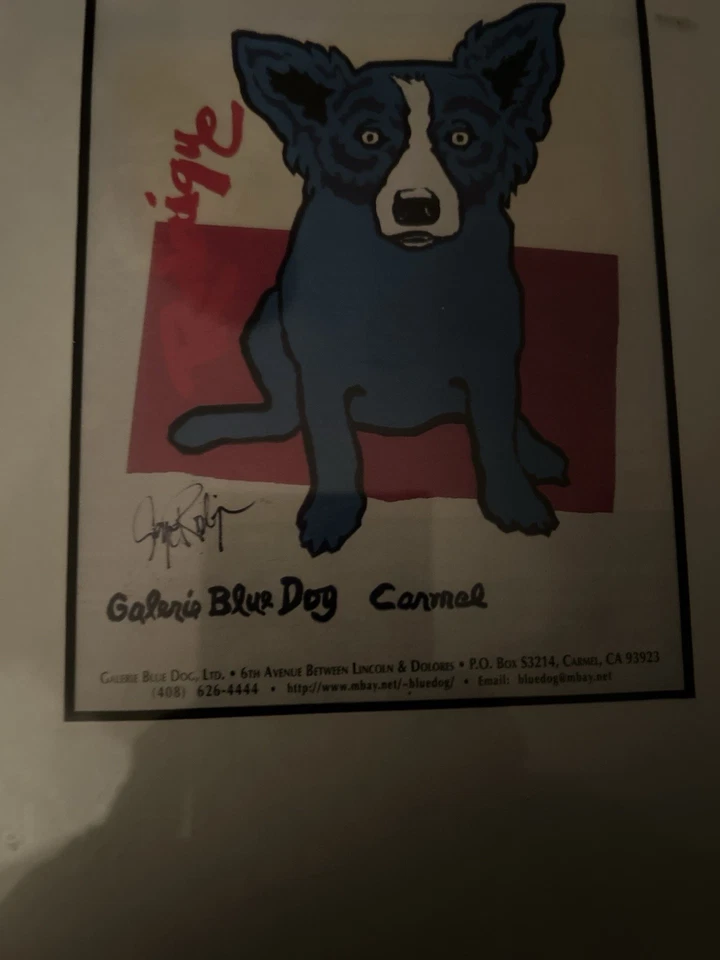 Galerie Blue Dog Carmel
GALERIE BLUE DOG, LTD. • 6TH AVENUE BETWEEN LINCOLN & DOLORES • P.O. BOX S3214, CARMEL, CA 93923
(408) 626-4444 • http://www.mbay.net/~bluedog/ • Email: bluedog@mbay.net